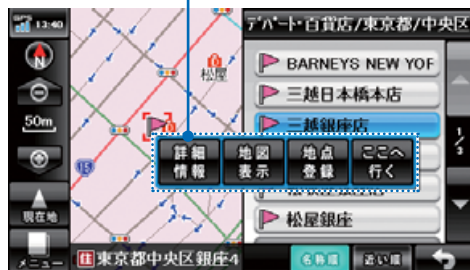 GPS 13:40
デパート・百貨店/東京都/中央区
N
松屋
BARNEYS NEW YOR
三越日本橋本店
50m
三越銀座店
1/3
詳細情報
地図表示
地点登録
ここへ行く
15
現在地
松屋銀座
メニュー
住 東京都中央区銀座4
名称順
近い順